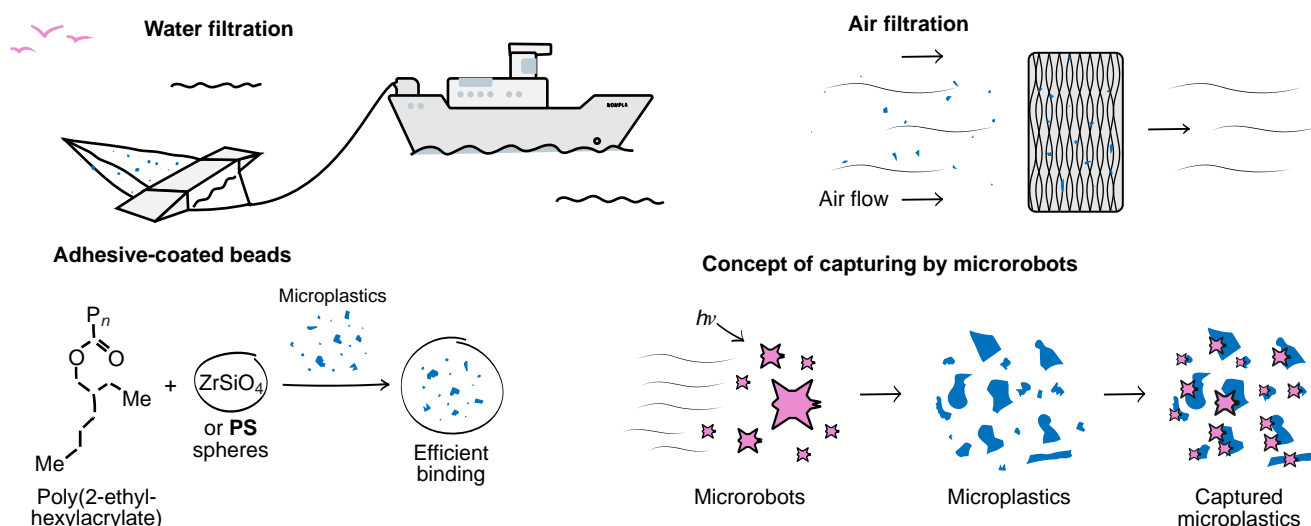 Water filtration
Air filtration
Air flow
Adhesive-coated beads
Microplastics
Pn
O
O
Me
Me
+
ZrSiO4
or PS
spheres
Efficient
binding
Poly(2-ethyl-
hexylacrylate)
Concept of capturing by microrobots
hν
Microrobots
Microplastics
Captured
microplastics